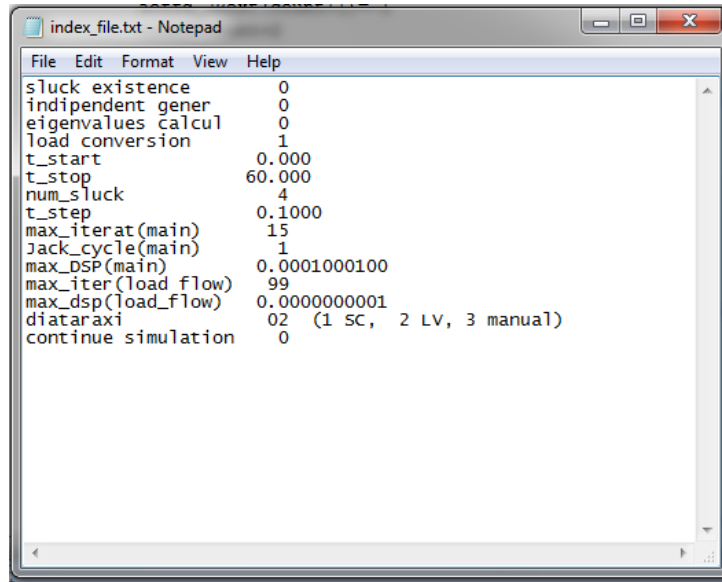 index_file.txt - Notepad
File Edit Format View Help
sluck existence 0
indipendent gener 0
eigenvalues calcul 0
load conversion 1
t_start 0.000
t_stop 60.000
num_sluck 4
t_step 0.1000
max_iterat(main) 15
Jack_cycle(main) 1
max_DSP(main) 0.0001000100
max_iter(load flow) 99
max_dsp(load_flow) 0.0000000001
diataraxi 02 (1 SC, 2 LV, 3 manual)
continue simulation 0